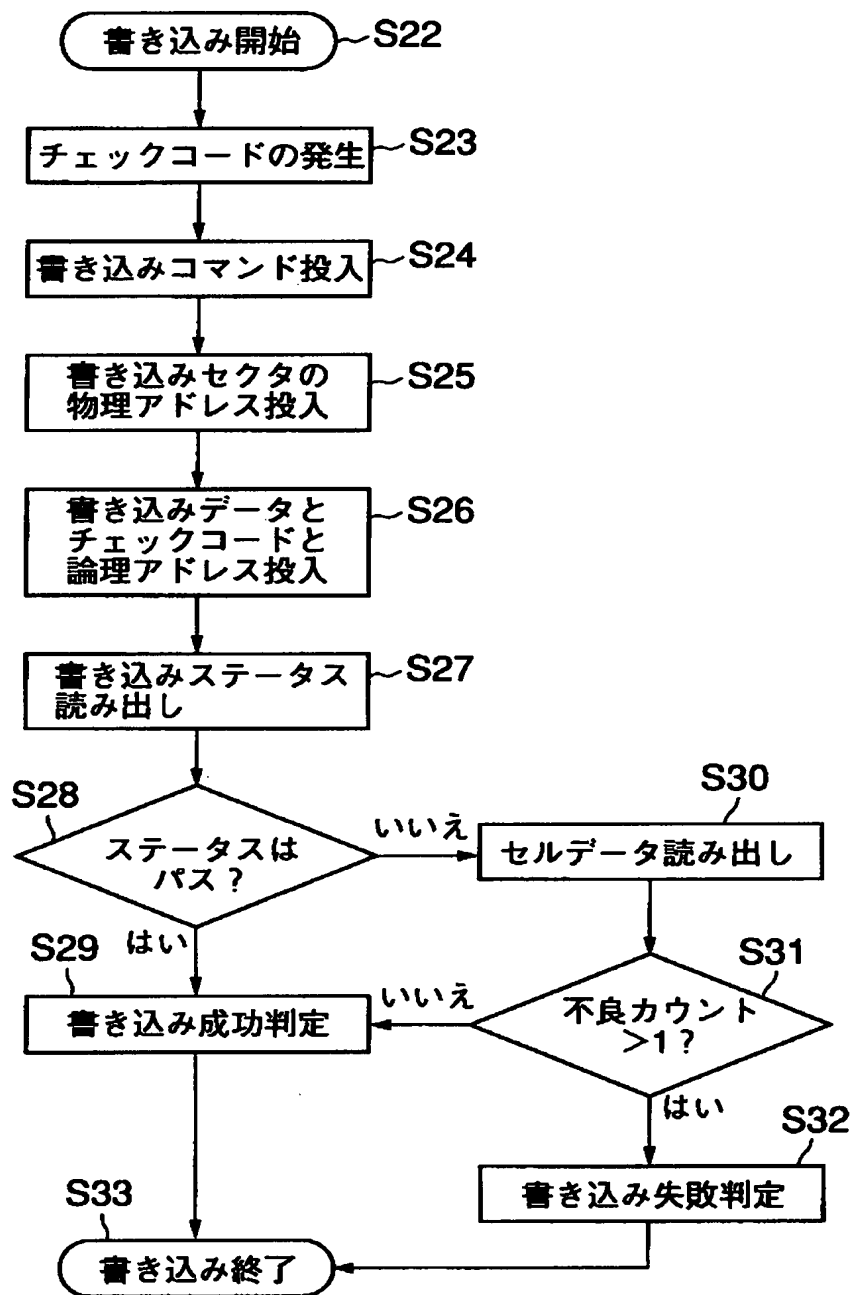 書き込み開始
S22
チェックコードの発生
S23
書き込みコマンド投入
S24
書き込みセクタの
物理アドレス投入
S25
書き込みデータと
チェックコードと
論理アドレス投入
S26
書き込みステータス
読み出し
S27
S28
ステータスは
パス?
いいえ
S30
セルデータ読み出し
はい
S29
書き込み成功判定
いいえ
S31
不良カウント
>1?
はい
S32
書き込み失敗判定
S33
書き込み終了